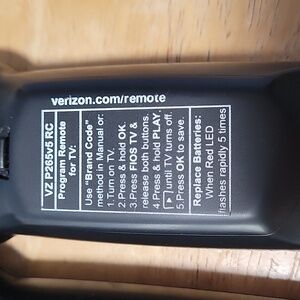 verizon.com/remote
VZ P265v5 RC
Program Remote
for TV:
Use "Brand Code"
method in Manual or:
1.Turn on TV.
2.Press & hold OK.
3.Press FIOS TV &
release both buttons.
4.Press & hold PLAY
[►] until TV turns off.
5.Press OK to save.
Replace Batteries:
When Red LED
flashes rapidly 5 times